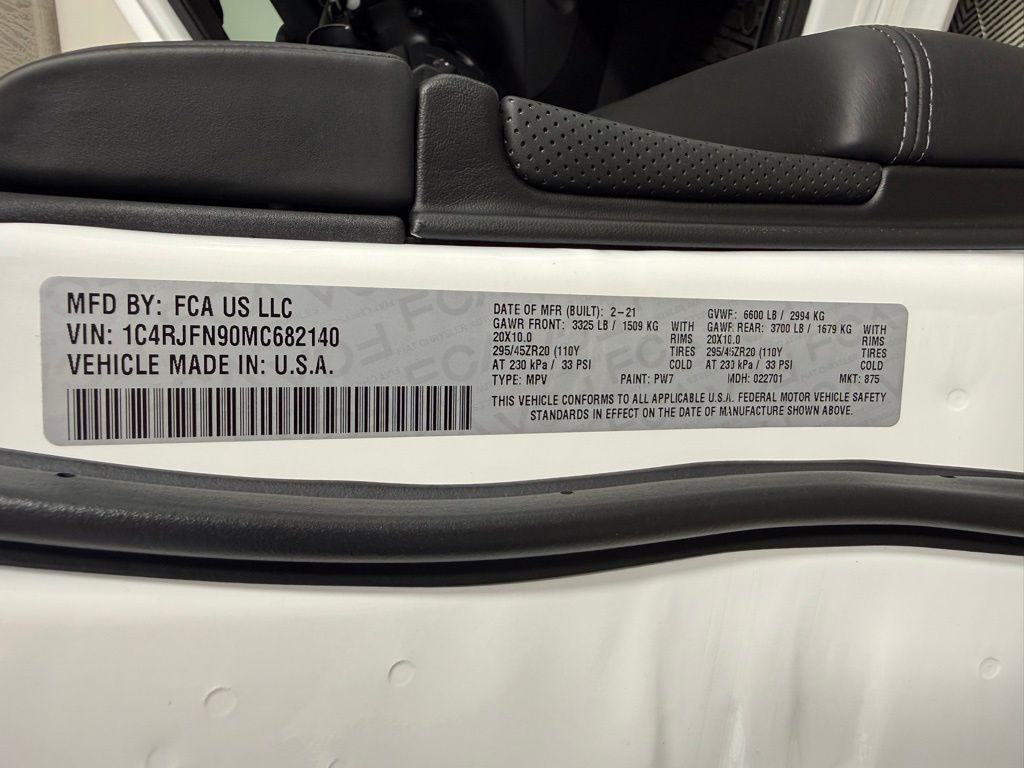 MFD BY: FCA US LLC
VIN: 1C4RJFN90MC682140
VEHICLE MADE IN: U.S.A.
DATE OF MFR (BUILT): 2-21
GAWR FRONT: 3325 LB / 1509 KG WITH
20X10.0 RIMS
295/45ZR20 (110Y TIRES
AT 230 kPa / 33 PSI COLD
GVWF: 6600 LB / 2994 KG
GAWF REAR: 3700 LB / 1679 KG WITH
20X10.0 RIMS
295/45ZR20 (110Y TIRES
AT 230 kPa / 33 PSI COLD
TYPE: MPV PAINT: PW7 MDH: 022701 MKT: 875
THIS VEHICLE CONFORMS TO ALL APPLICABLE U.S.A. FEDERAL MOTOR VEHICLE SAFETY
STANDARDS IN EFFECT ON THE DATE OF MANUFACTURE SHOWN ABOVE.